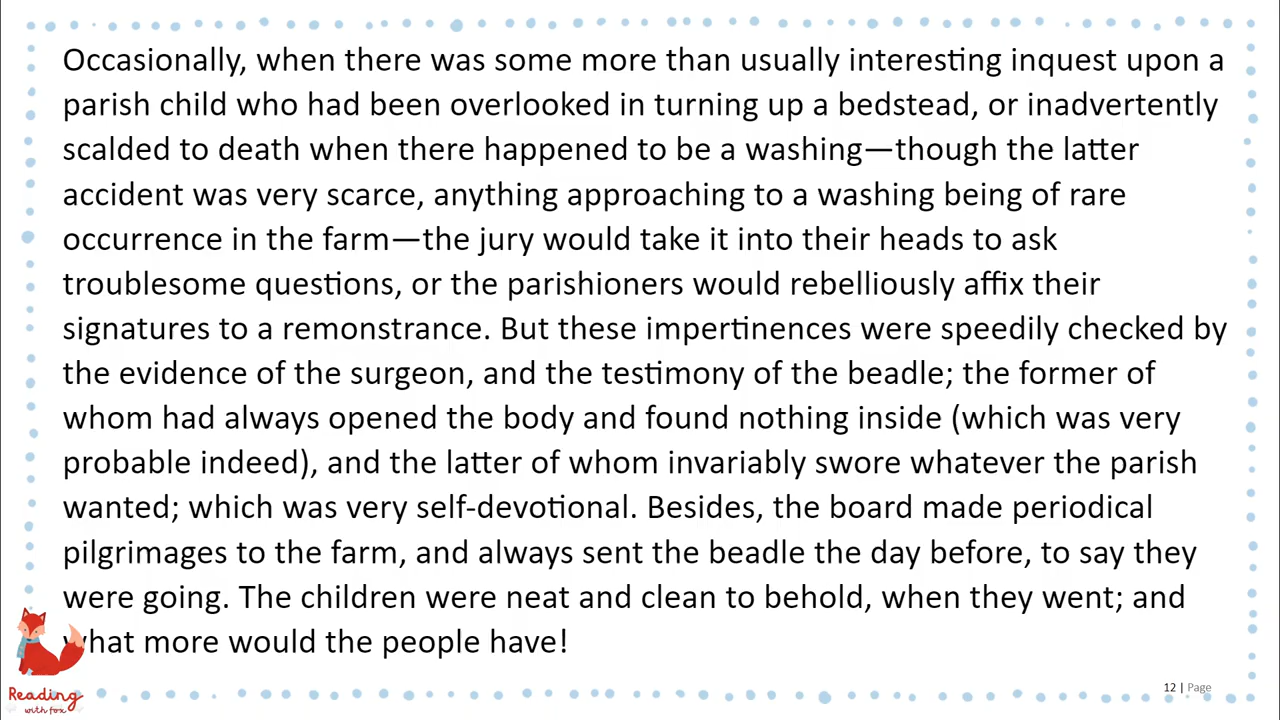 Occasionally, when there was some more than usually interesting inquest upon a
parish child who had been overlooked in turning up a bedstead, or inadvertently
scalded to death when there happened to be a washing—though the latter
accident was very scarce, anything approaching to a washing being of rare
occurrence in the farm—the jury would take it into their heads to ask
troublesome questions, or the parishioners would rebelliously affix their
signatures to a remonstrance. But these impertinences were speedily checked by
the evidence of the surgeon, and the testimony of the beadle; the former of
whom had always opened the body and found nothing inside (which was very
probable indeed), and the latter of whom invariably swore whatever the parish
wanted; which was very self-devotional. Besides, the board made periodical
pilgrimages to the farm, and always sent the beadle the day before, to say they
were going. The children were neat and clean to behold, when they went; and
what more would the people have!
Reading
with fox
12 | Page